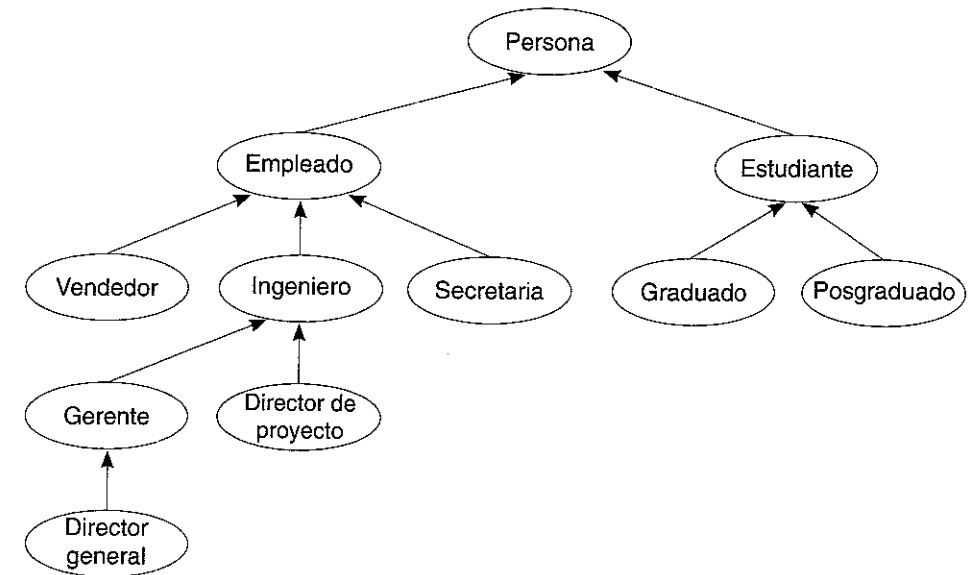 Persona
Empleado
Estudiante
Vendedor
Ingeniero
Secretaria
Graduado
Posgraduado
Gerente
Director de
proyecto
Director
general